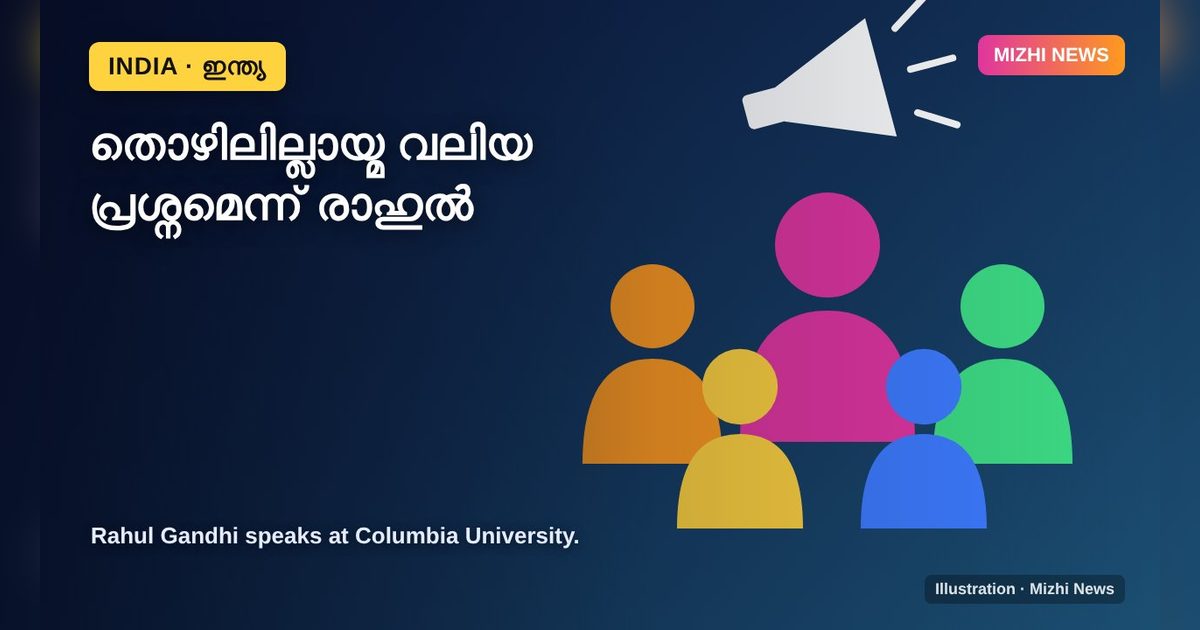 INDIA · ഇന്ത്യ
MIZHI NEWS
തൊഴിലില്ലായ്മ വലിയ
പ്രശ്നമെന്ന് രാഹുൽ
Rahul Gandhi speaks at Columbia University.
Illustration · Mizhi News